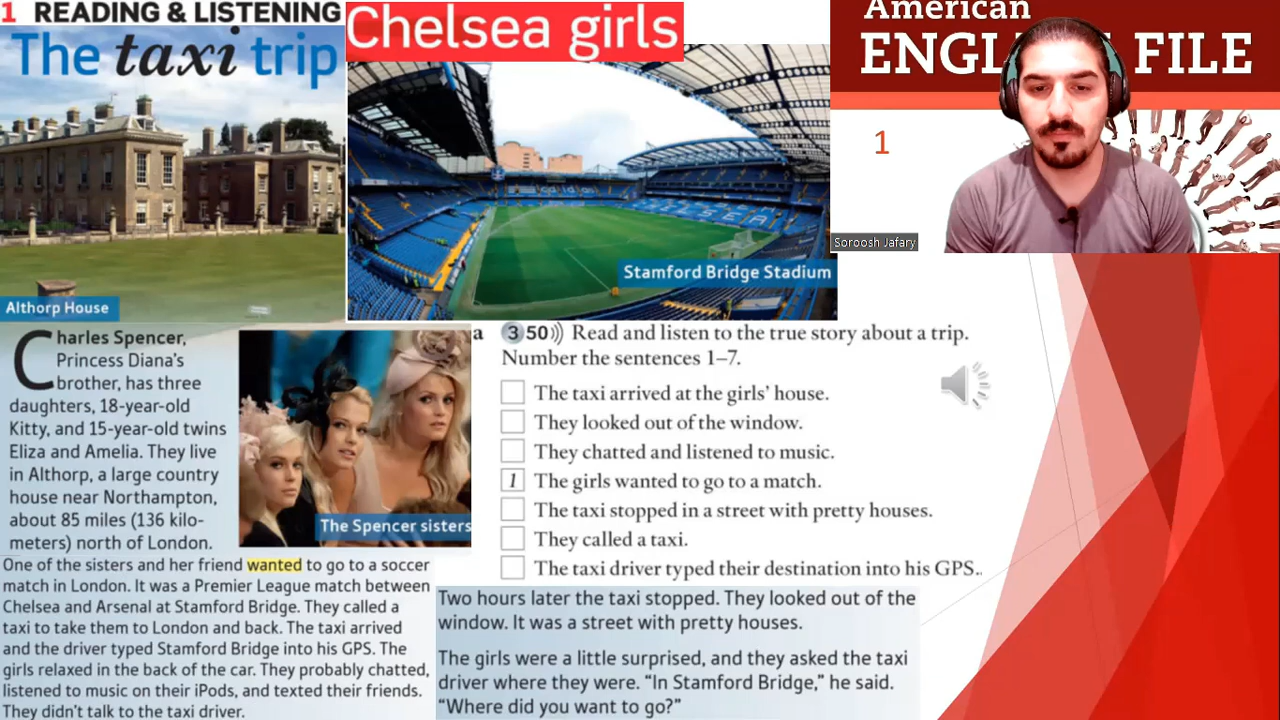 1 READING & LISTENING
The taxi trip
Althorp House
Chelsea girls
CHELSEA
Stamford Bridge Stadium
American
ENGL FILE
1
Soroosh Jafary
Charles Spencer,
Princess Diana's
brother, has three
daughters, 18-year-old
Kitty, and 15-year-old twins
Eliza and Amelia. They live
in Althorp, a large country
house near Northampton,
about 85 miles (136 kilo-
meters) north of London.
The Spencer sisters
One of the sisters and her friend wanted to go to a soccer
match in London. It was a Premier League match between
Chelsea and Arsenal at Stamford Bridge. They called a
taxi to take them to London and back. The taxi arrived
and the driver typed Stamford Bridge into his GPS. The
girls relaxed in the back of the car. They probably chatted,
listened to music on their iPods, and texted their friends.
They didn't talk to the taxi driver.
a 3 50)) Read and listen to the true story about a trip.
Number the sentences 1–7.
The taxi arrived at the girls' house.
They looked out of the window.
They chatted and listened to music.
1 The girls wanted to go to a match.
The taxi stopped in a street with pretty houses.
They called a taxi.
The taxi driver typed their destination into his GPS..
Two hours later the taxi stopped. They looked out of the
window. It was a street with pretty houses.
The girls were a little surprised, and they asked the taxi
driver where they were. “In Stamford Bridge,” he said.
“Where did you want to go?”